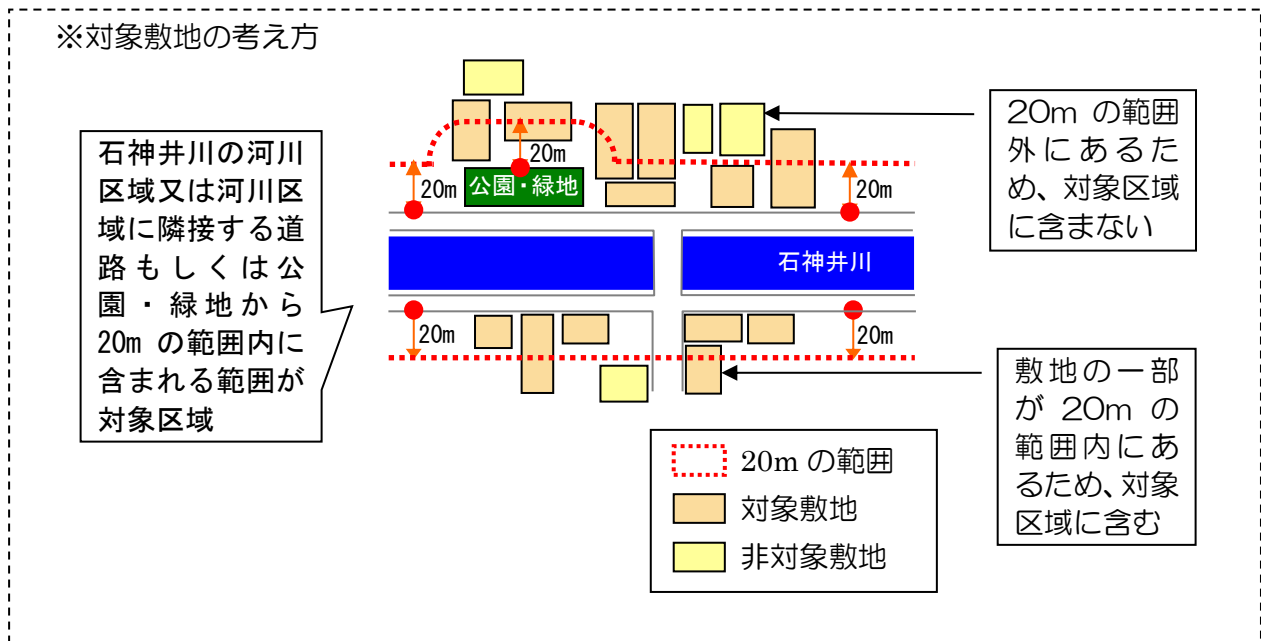 ※対象敷地の考え方
石神井川の河川
区域又は河川区
域に隣接する道
路もしくは公
園・緑地から
20m の範囲内に
含まれる範囲が
対象区域
20m
20m
公園・緑地
20m
石神井川
20m
20m
20m の範囲
外にあるた
め、対象区域
に含まない
敷地の一部
が 20m の
範囲内にあ
るため、対象
区域に含む
20m の範囲
対象敷地
非対象敷地